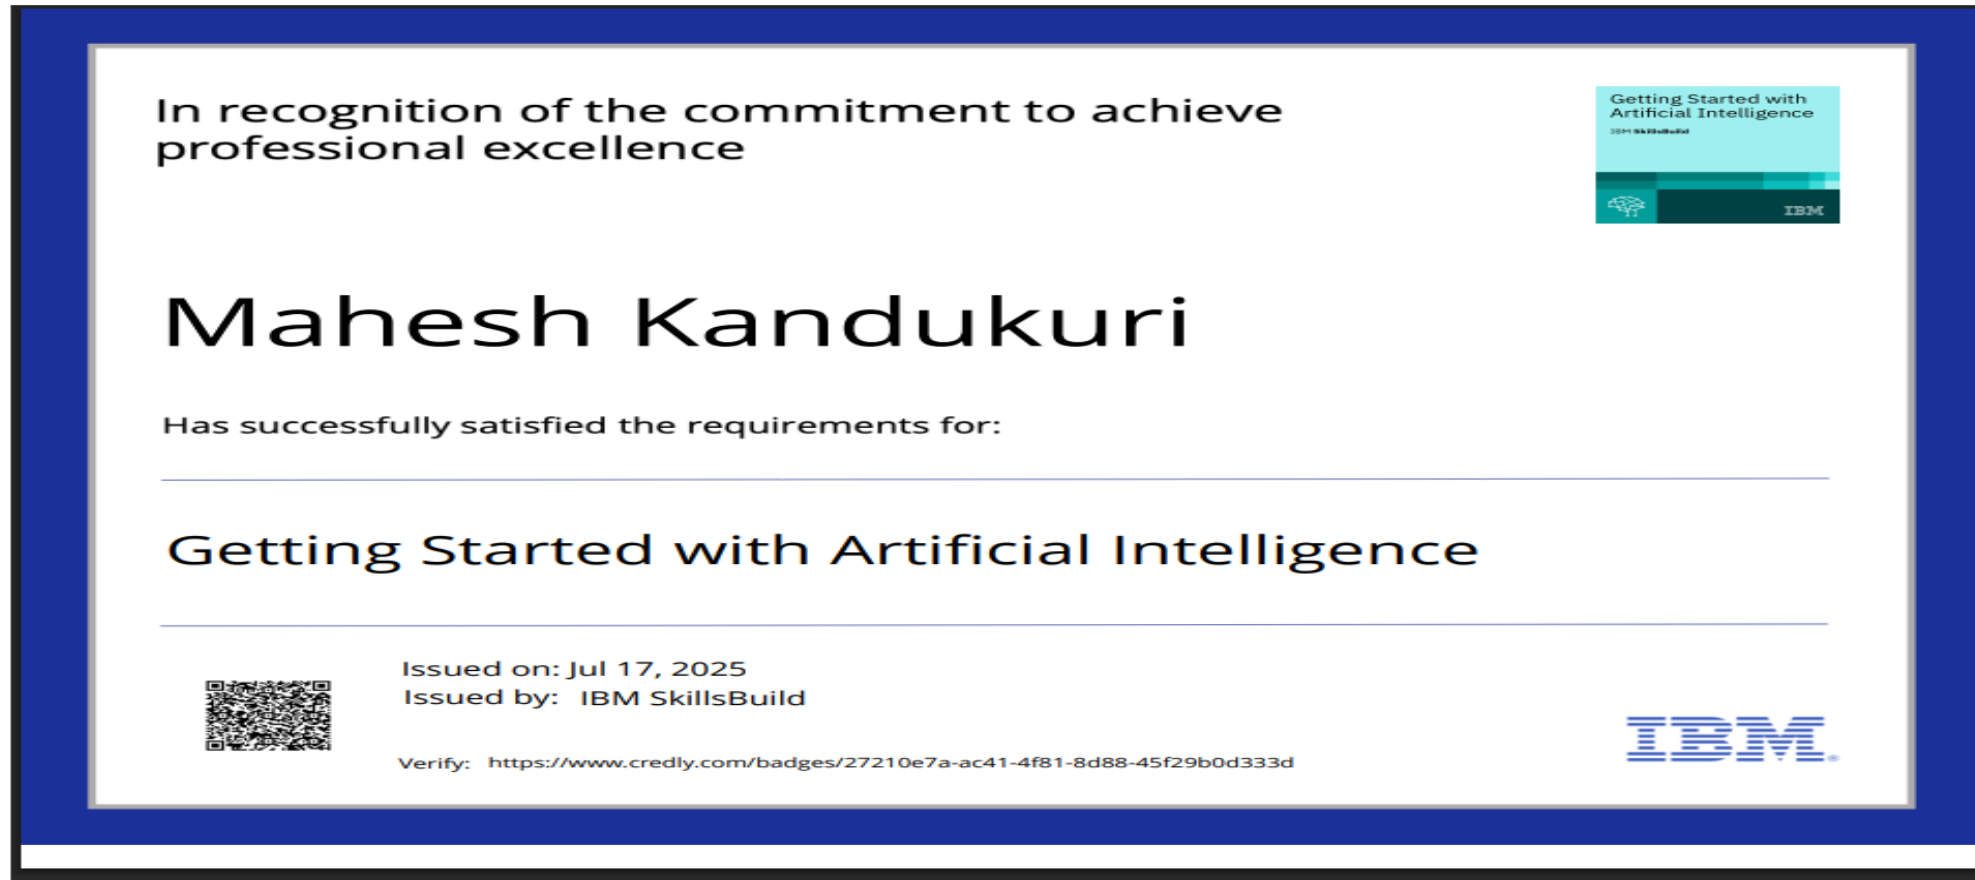 In recognition of the commitment to achieve
professional excellence
Getting Started with
Artificial Intelligence
IBM SkillsBuild
IBM
Mahesh Kandukuri
Has successfully satisfied the requirements for:
Getting Started with Artificial Intelligence
Issued on: Jul 17, 2025
Issued by: IBM SkillsBuild
Verify: https://www.credly.com/badges/27210e7a-ac41-4f81-8d88-45f29b0d333d
IBM®